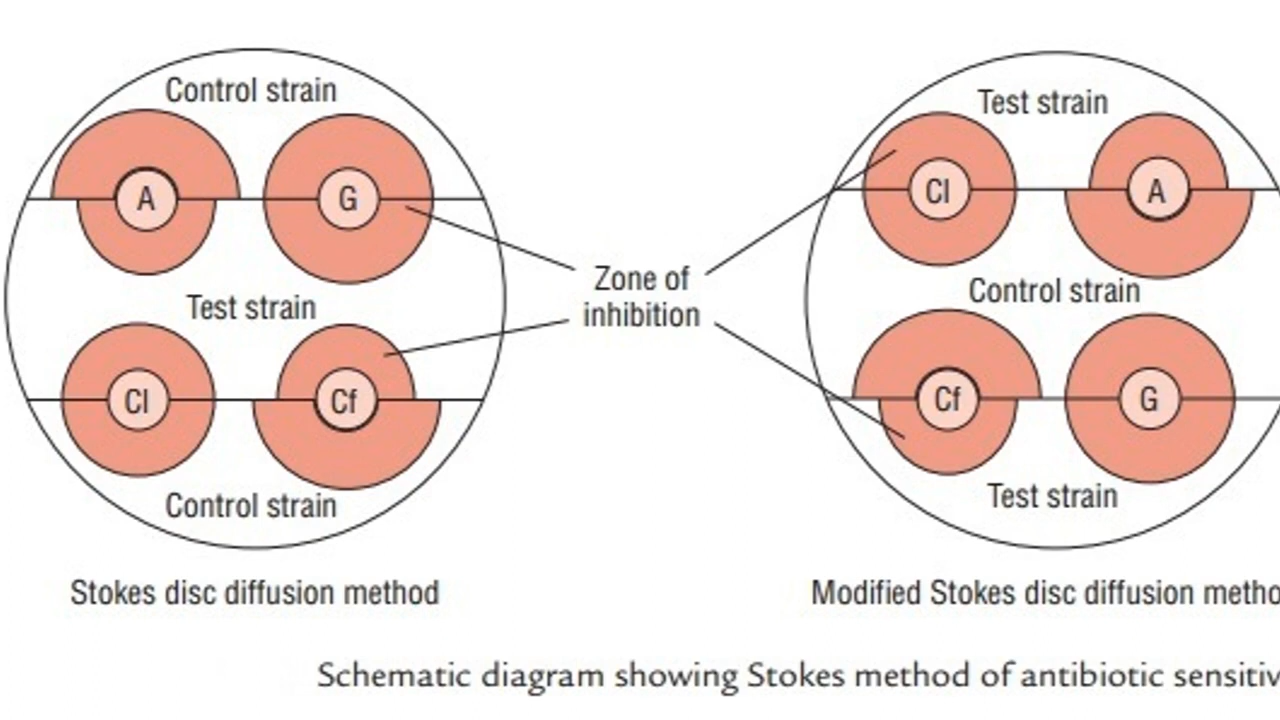 Control strain
A
G
Test strain
Cl
Cf
Control strain
Stokes disc diffusion method
Zone of
inhibition
Test strain
Cl
A
Control strain
Cf
G
Test strain
Modified Stokes disc diffusion metho
Schematic diagram showing Stokes method of antibiotic sensitiv